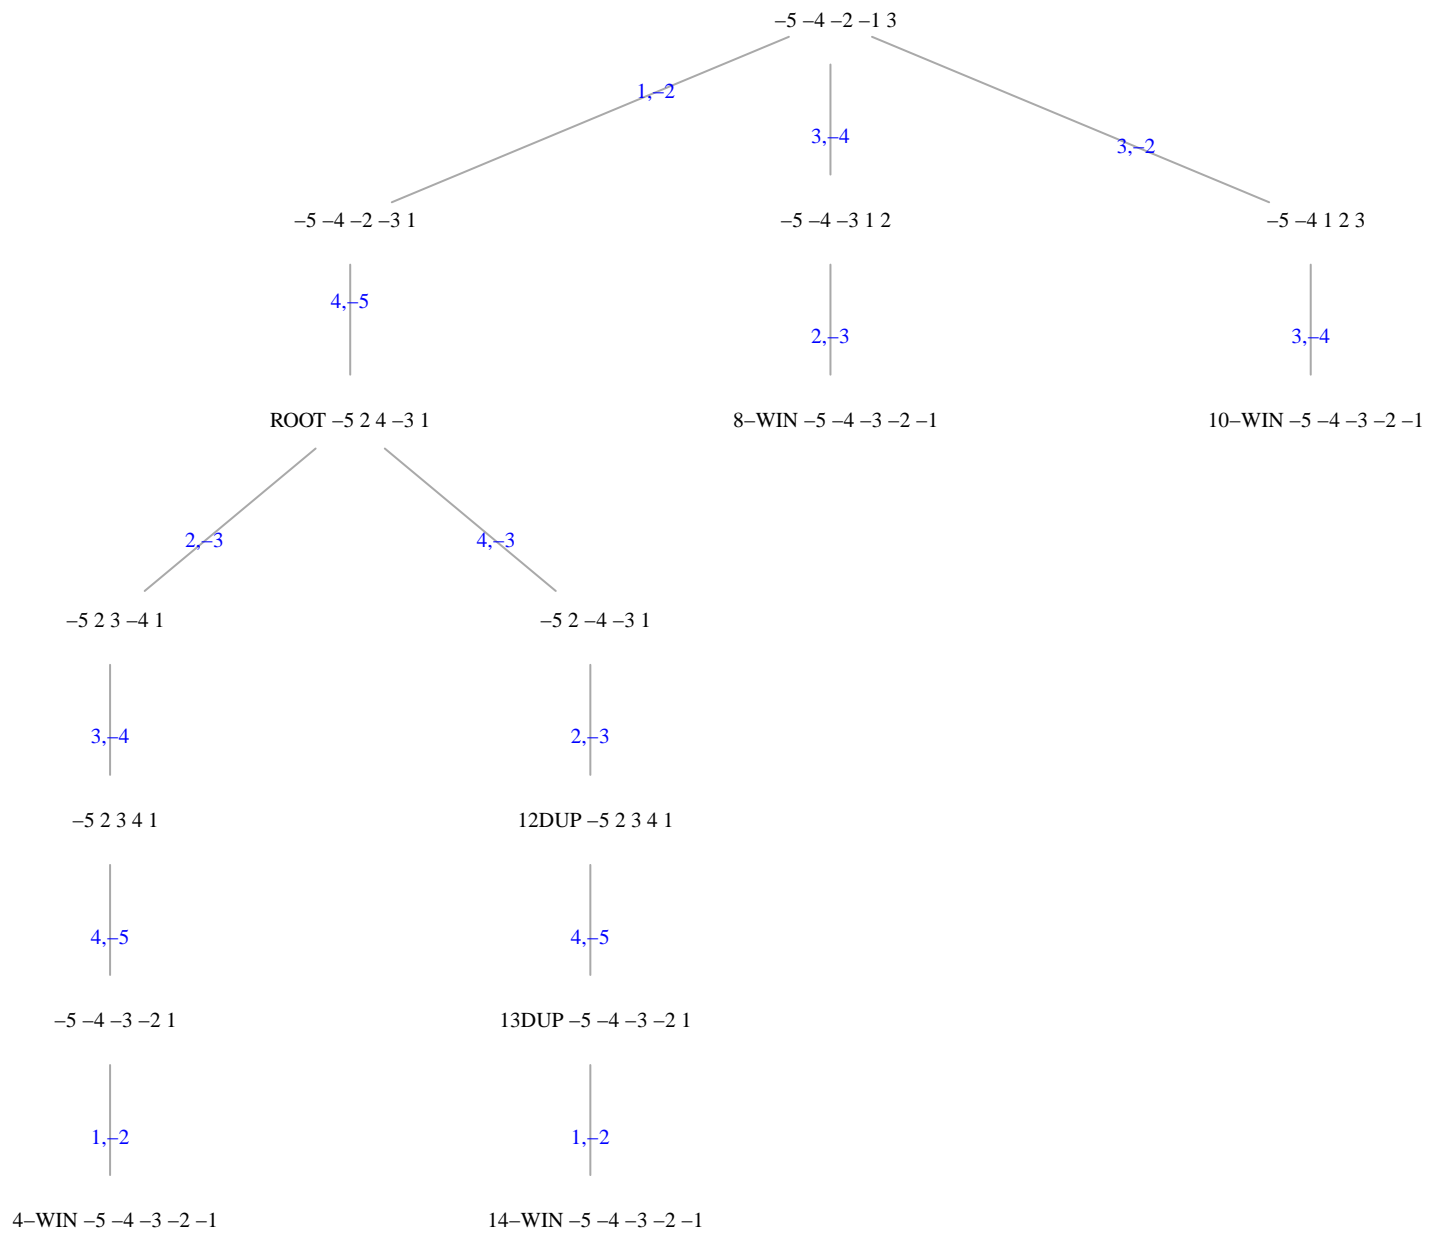 –5 –4 –2 –1 3
1,–2
3,–4
3,–2
–5 –4 –2 –3 1
–5 –4 –3 1 2
–5 –4 1 2 3
4,–5
2,–3
3,–4
ROOT –5 2 4 –3 1
8–WIN –5 –4 –3 –2 –1
10–WIN –5 –4 –3 –2 –1
2,–3
4,–3
–5 2 3 –4 1
–5 2 –4 –3 1
3,–4
2,–3
–5 2 3 4 1
12DUP –5 2 3 4 1
4,–5
4,–5
–5 –4 –3 –2 1
13DUP –5 –4 –3 –2 1
1,–2
1,–2
4–WIN –5 –4 –3 –2 –1
14–WIN –5 –4 –3 –2 –1